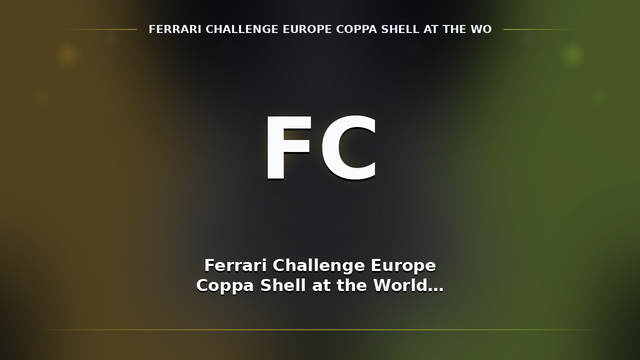 FERRARI CHALLENGE EUROPE COPPA SHELL AT THE WO
FC
Ferrari Challenge Europe
Coppa Shell at the World…